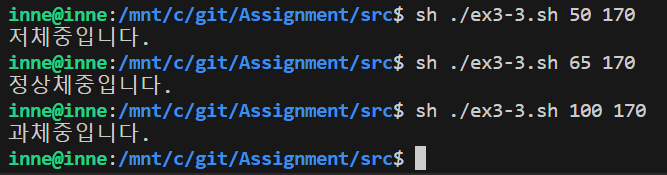 inne@inne:/mnt/c/git/Assignment/src$ sh ./ex3-3.sh 50 170
저체중입니다.
inne@inne:/mnt/c/git/Assignment/src$ sh ./ex3-3.sh 65 170
정상체중입니다.
inne@inne:/mnt/c/git/Assignment/src$ sh ./ex3-3.sh 100 170
과체중입니다.
inne@inne:/mnt/c/git/Assignment/src$